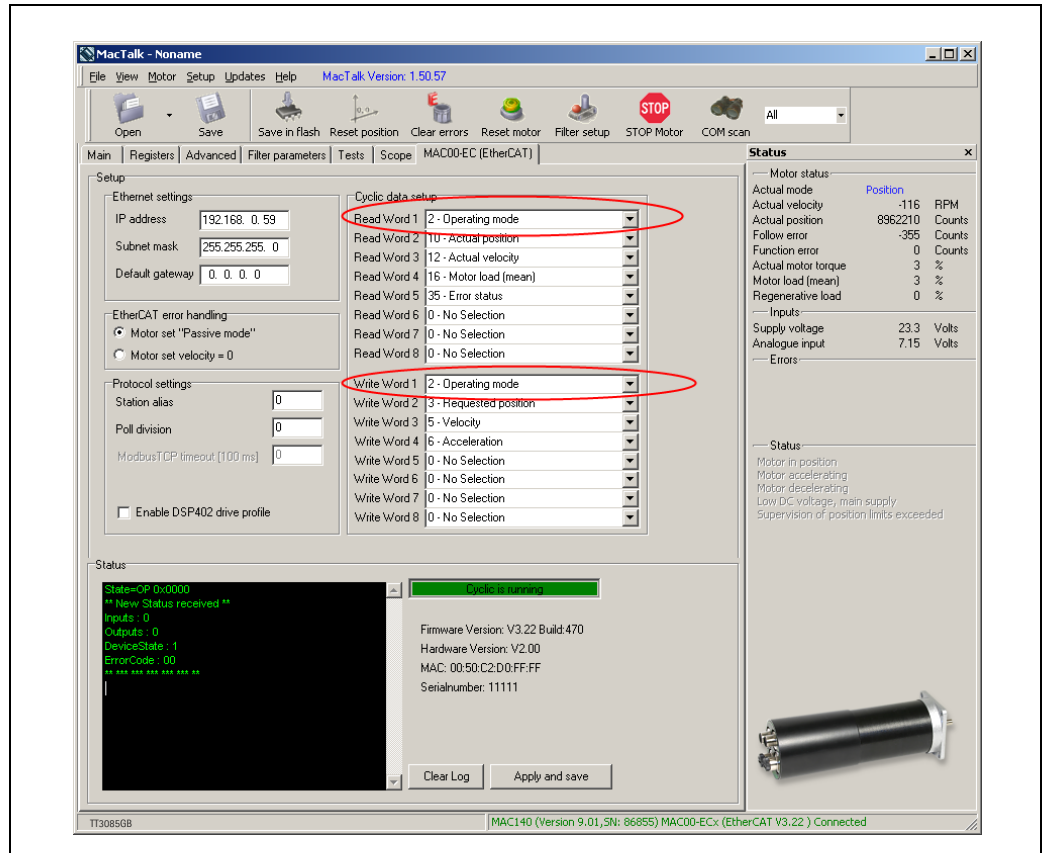 MacTalk - Noname
File View Motor Setup Updates Help MacTalk Version: 1.50.57
Open Save Save in flash Reset position Clear errors Reset motor Filter setup STOP STOP Motor COM scan All
Main Registers Advanced Filter parameters Tests Scope MAC00-EC (EtherCAT)
Setup
Ethernet settings
IP address 192.168. 0. 59
Subnet mask 255.255.255. 0
Default gateway 0. 0. 0. 0
EtherCAT error handling
Motor set "Passive mode"
Motor set velocity = 0
Protocol settings
Station alias 0
Poll division 0
ModbusTCP timeout [100 ms] 0
Enable DSP402 drive profile
Cyclic data setup
Read Word 1 2 - Operating mode
Read Word 2 10 - Actual position
Read Word 3 12 - Actual velocity
Read Word 4 16 - Motor load (mean)
Read Word 5 35 - Error status
Read Word 6 0 - No Selection
Read Word 7 0 - No Selection
Read Word 8 0 - No Selection
Write Word 1 2 - Operating mode
Write Word 2 3 - Requested position
Write Word 3 5 - Velocity
Write Word 4 6 - Acceleration
Write Word 5 0 - No Selection
Write Word 6 0 - No Selection
Write Word 7 0 - No Selection
Write Word 8 0 - No Selection
Status
State=OP 0x0000
** New Status received **
Inputs : 0
Outputs : 0
DeviceState : 1
ErrorCode : 00
** *** *** *** *** *** **
Cyclic is running
Firmware Version: V3.22 Build:470
Hardware Version: V2.00
MAC: 00:50:C2:D0:FF:FF
Serialnumber: 11111
Clear Log Apply and save
Status x
Motor status
Actual mode Position
Actual velocity -116 RPM
Actual position 8962210 Counts
Follow error -355 Counts
Function error 0 Counts
Actual motor torque 3 %
Motor load (mean) 3 %
Regenerative load 0 %
Inputs
Supply voltage 23.3 Volts
Analogue input 7.15 Volts
Errors
Status
Motor in position
Motor accelerating
Motor decelerating
Low DC voltage, main supply
Supervision of position limits exceeded
TT3085GB MAC140 (Version 9.01,SN: 86855) MAC00-ECx (EtherCAT V3.22 ) Connected